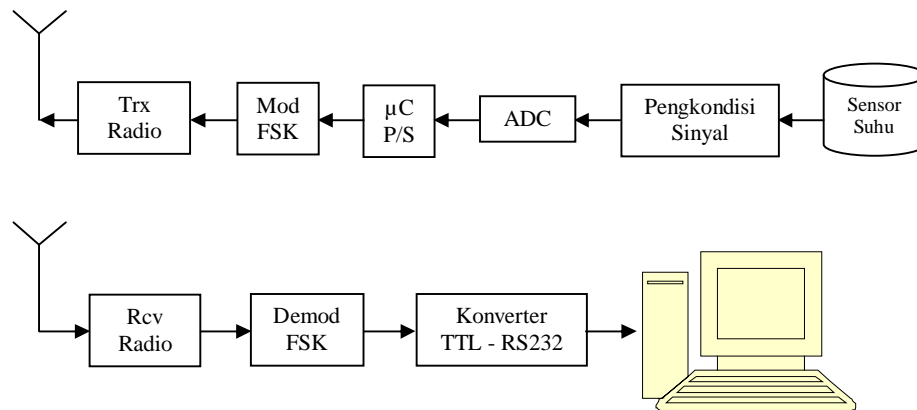 Trx
Radio
Mod
FSK
µC
P/S
ADC
Pengkondisi
Sinyal
Sensor
Suhu
Rcv
Radio
Demod
FSK
Konverter
TTL - RS232